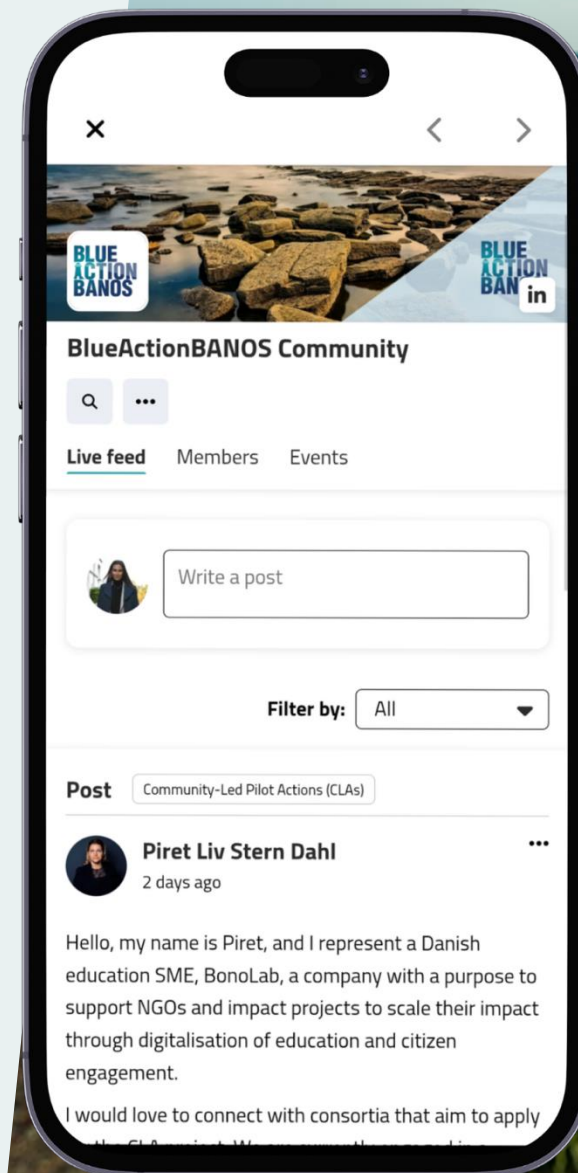 BLUE
ACTION
BANOS
BLUE
ACTION
BAN
in
BlueActionBANOS Community
Live feed Members Events
Write a post
Filter by: All
Post Community-Led Pilot Actions (CLAs)
Piret Liv Stern Dahl
2 days ago
Hello, my name is Piret, and I represent a Danish
education SME, BonoLab, a company with a purpose to
support NGOs and impact projects to scale their impact
through digitalisation of education and citizen
engagement.
I would love to connect with consortia that aim to apply